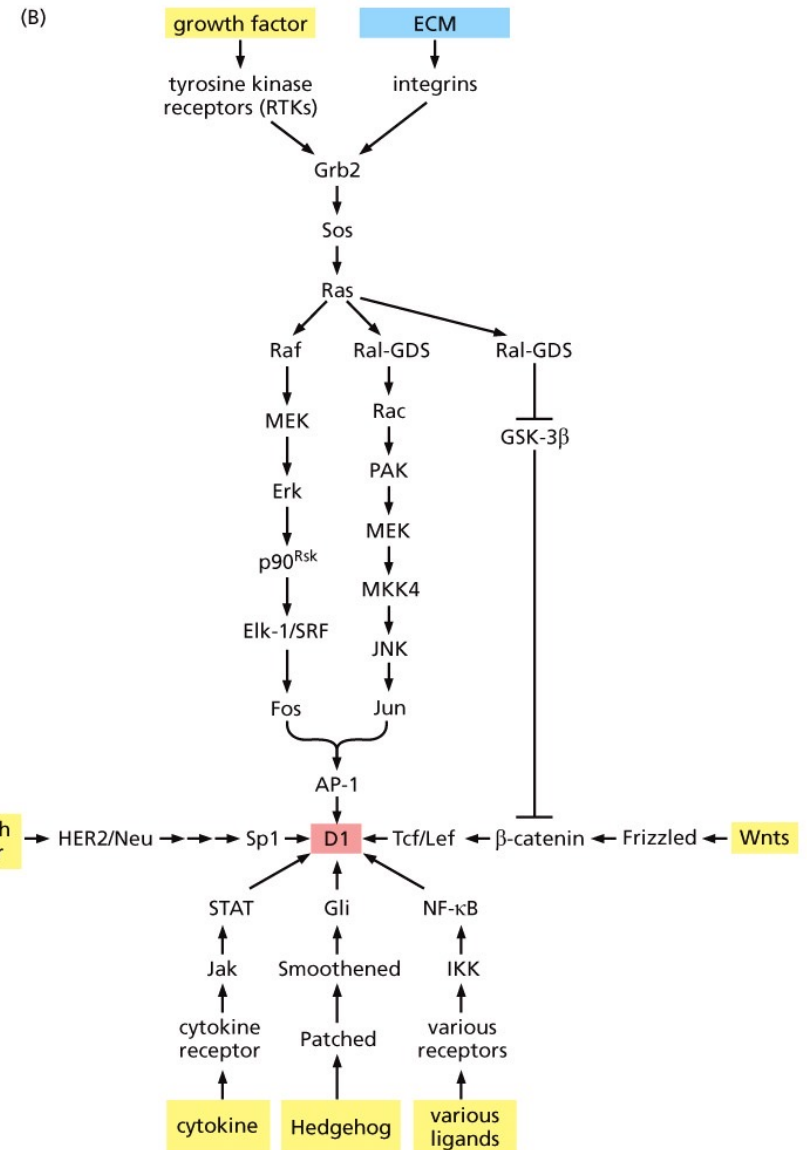 (B)
growth factor
ECM
tyrosine kinase
receptors (RTKs)
integrins
Grb2
Sos
Ras
Raf
Ral-GDS
Ral-GDS
MEK
Rac
GSK-3β
Erk
PAK
p90Rsk
MEK
MKK4
Elk-1/SRF
JNK
Fos
Jun
AP-1
HER2/Neu
Sp1
D1
Tcf/Lef
β-catenin
Frizzled
Wnts
STAT
Gli
NF-κB
Jak
Smoothened
IKK
cytokine
receptor
Patched
various
receptors
cytokine
Hedgehog
various
ligands